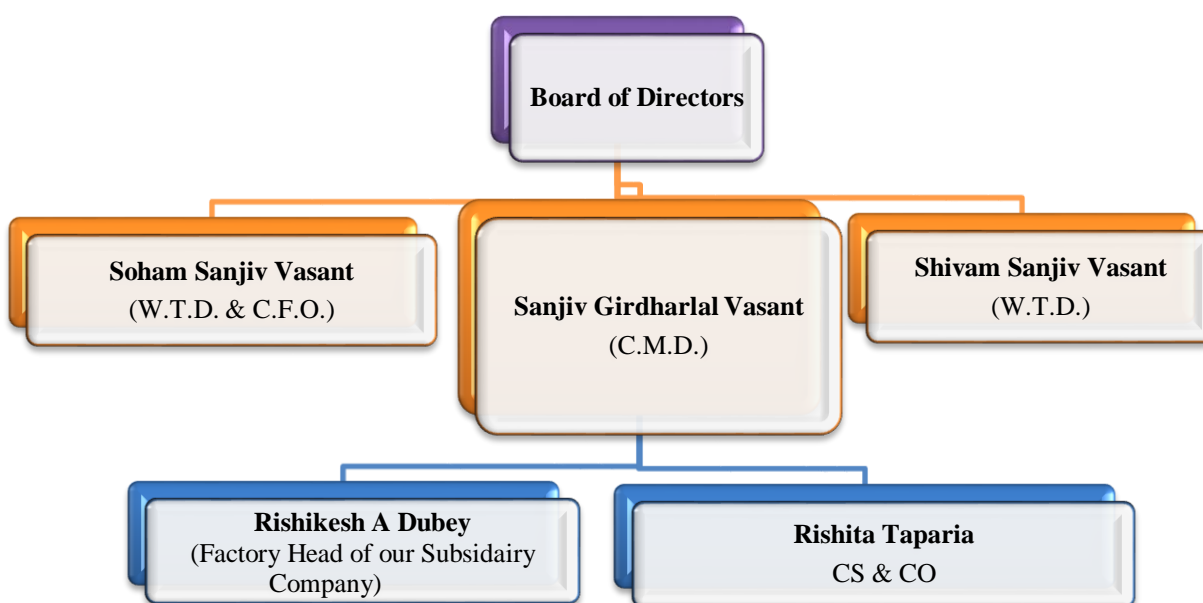 Board of Directors
Soham Sanjiv Vasant
(W.T.D. & C.F.O.)
Sanjiv Girdharlal Vasant
(C.M.D.)
Shivam Sanjiv Vasant
(W.T.D.)
Rishikesh A Dubey
(Factory Head of our Subsidairy
Company)
Rishita Taparia
CS & CO